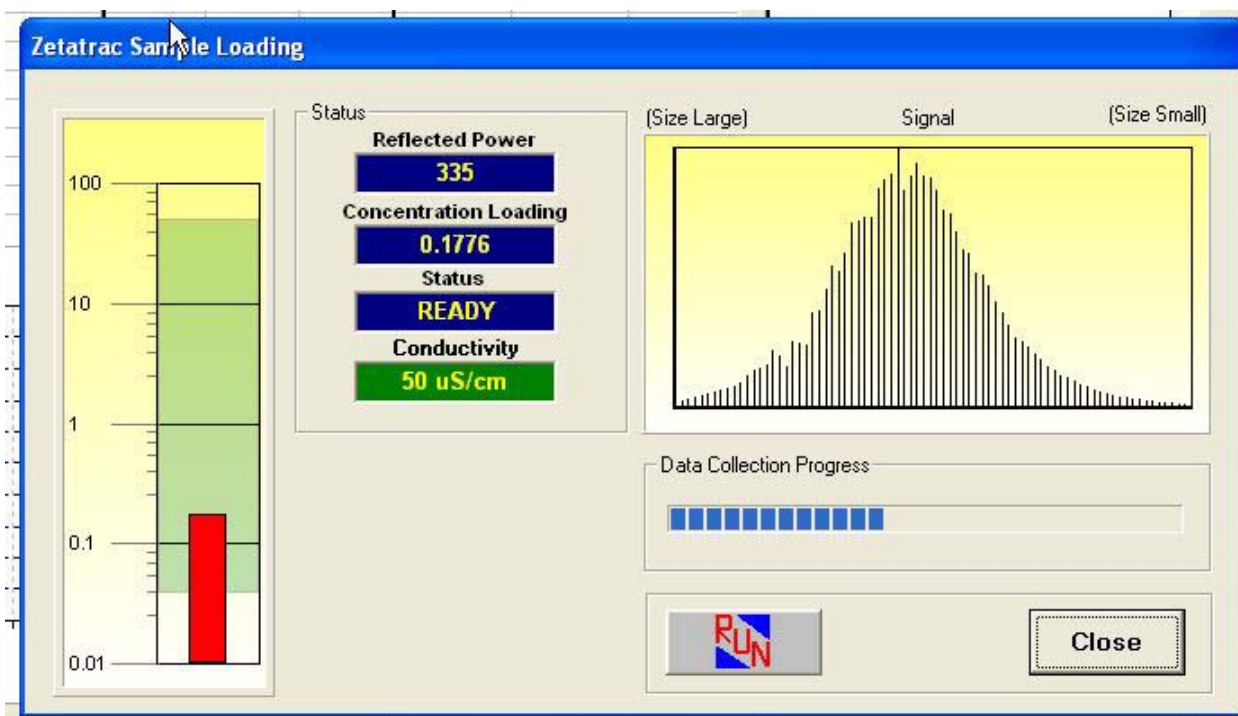 Zetatrac Sample Loading
100
10
1
0.1
0.01
Status
Reflected Power
335
Concentration Loading
0.1776
Status
READY
Conductivity
50 uS/cm
(Size Large) Signal (Size Small)
Data Collection Progress
RUN
Close